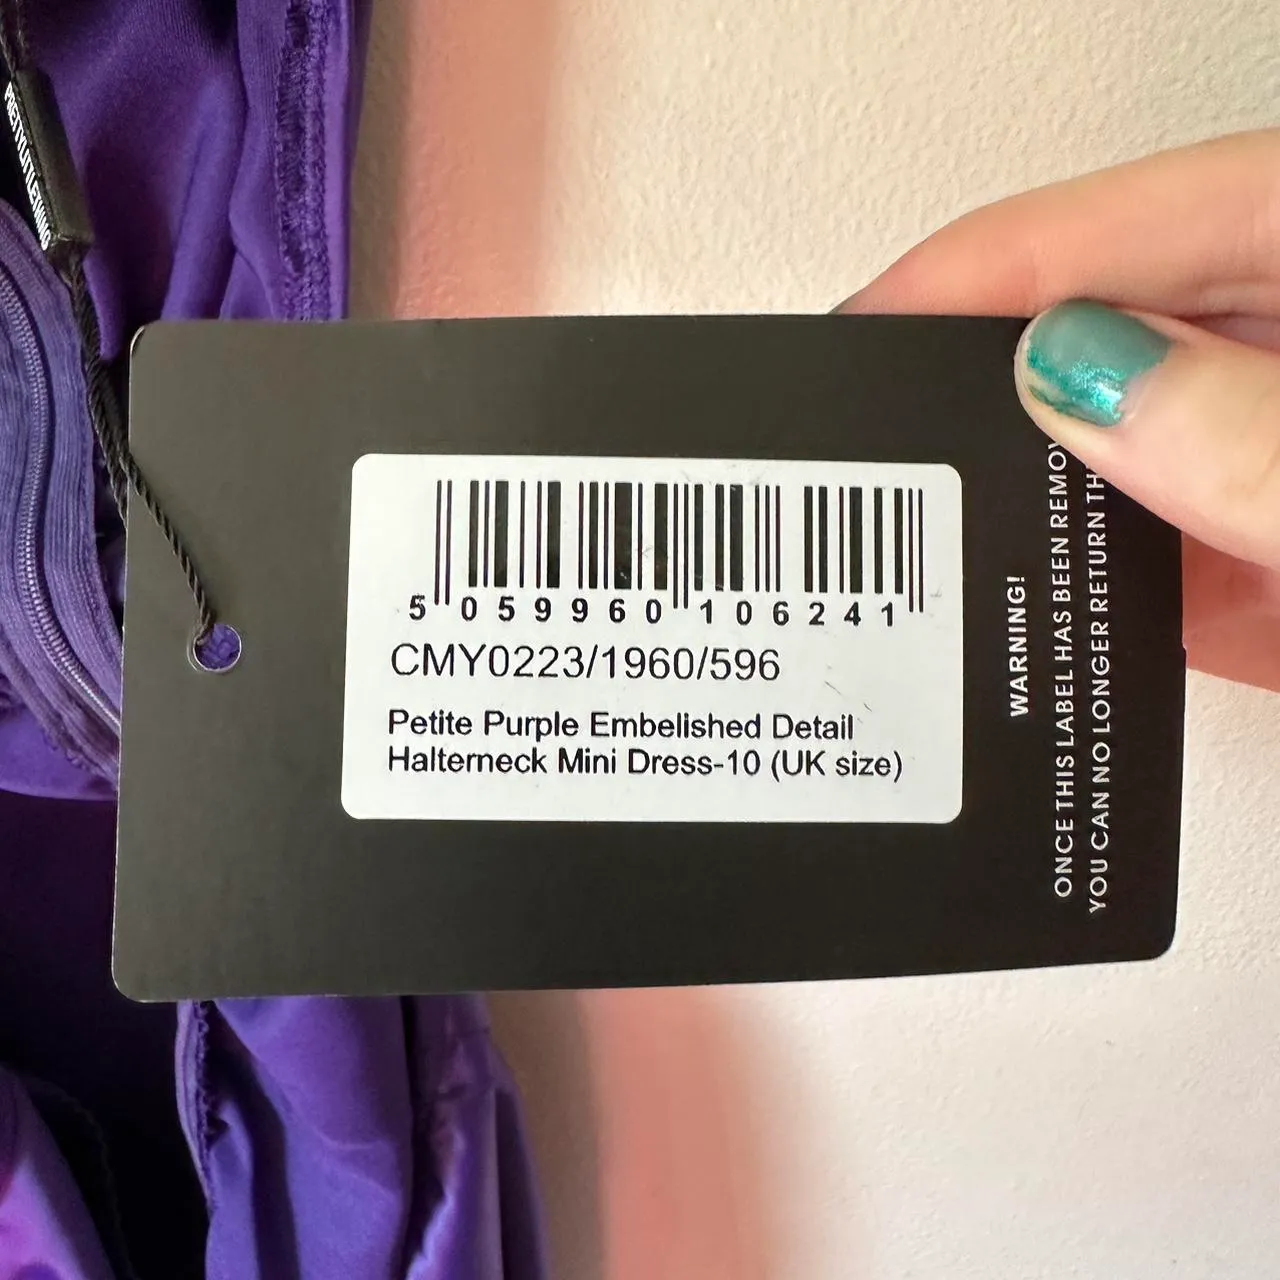 PRETTYLITTLETHING
5 059960 106241
CMY0223/1960/596
Petite Purple Embelished Detail
Halterneck Mini Dress-10 (UK size)
WARNING!
ONCE THIS LABEL HAS BEEN REMOV
YOU CAN NO LONGER RETURN TH